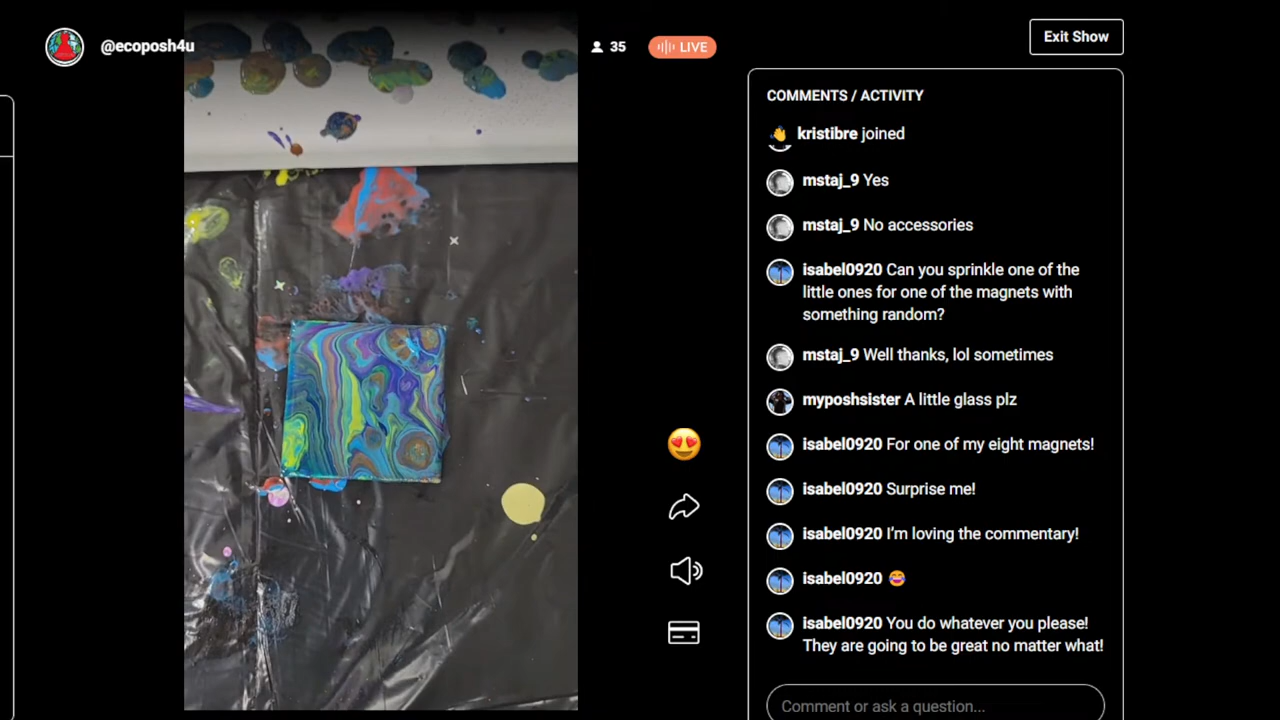 @ecoposh4u
35
LIVE
Exit Show
COMMENTS / ACTIVITY
kristibre joined
mstaj_9 Yes
mstaj_9 No accessories
isabel0920 Can you sprinkle one of the
little ones for one of the magnets with
something random?
mstaj_9 Well thanks, lol sometimes
myposhsister A little glass plz
isabel0920 For one of my eight magnets!
isabel0920 Surprise me!
isabel0920 I'm loving the commentary!
isabel0920 😂
isabel0920 You do whatever you please!
They are going to be great no matter what!
Comment or ask a question...